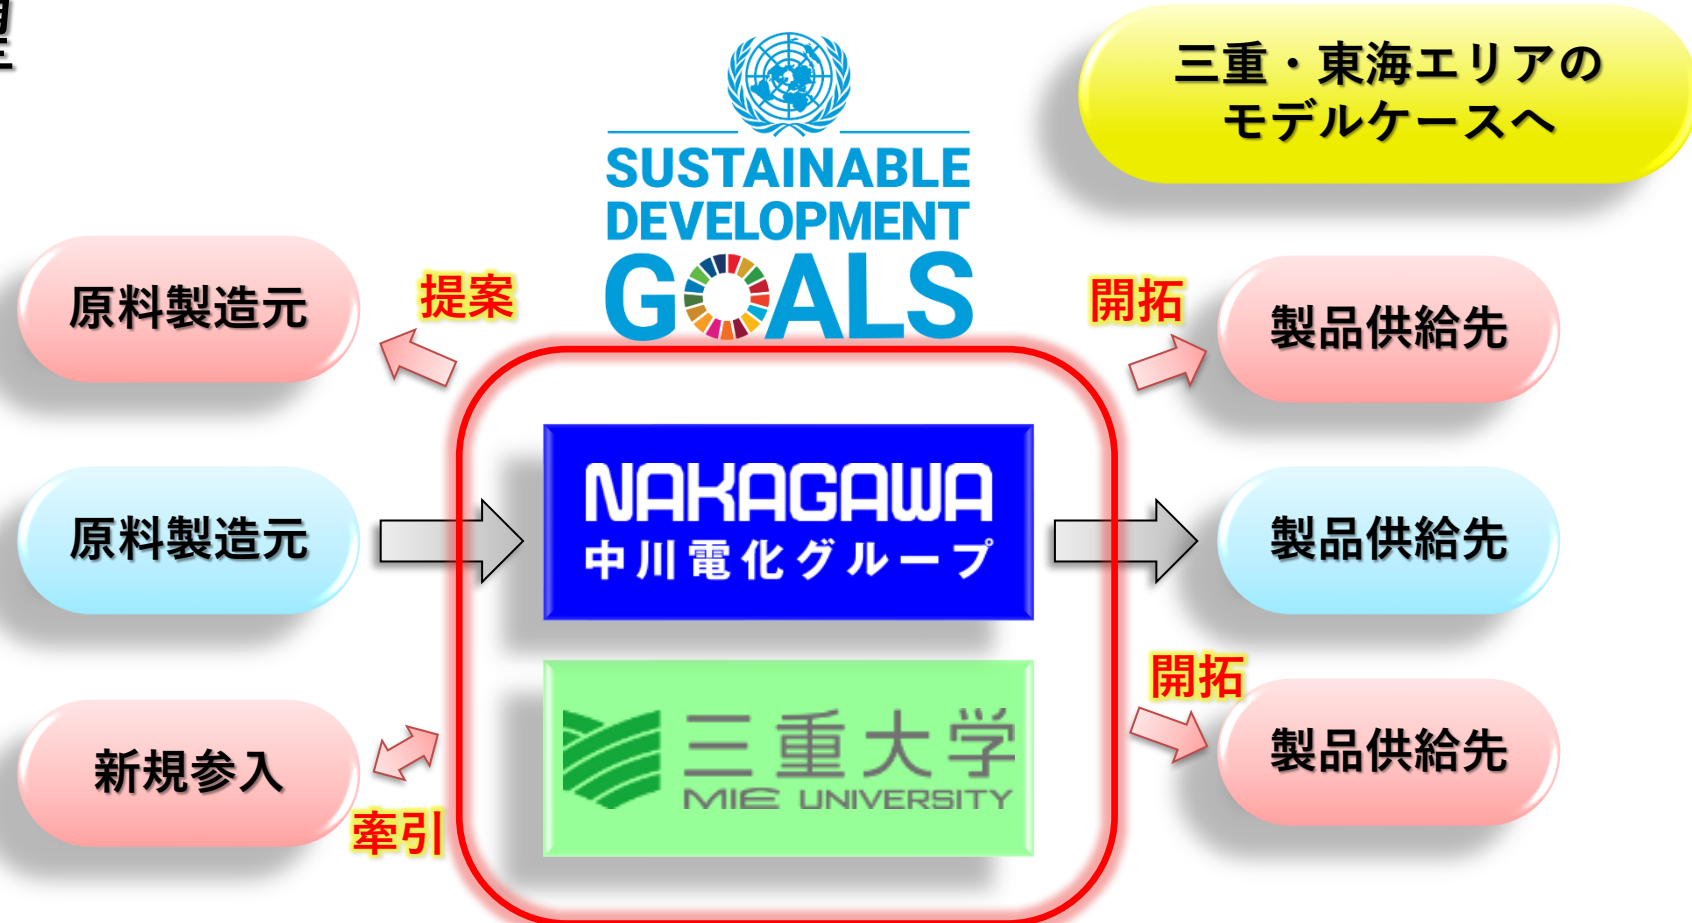 三重・東海エリアの
モデルケースへ
SUSTAINABLE
DEVELOPMENT
GOALS
原料製造元
提案
開拓
製品供給先
原料製造元
NAKAGAWA
中川電化グループ
製品供給先
新規参入
牽引
三重大学
MIE UNIVERSITY
開拓
製品供給先